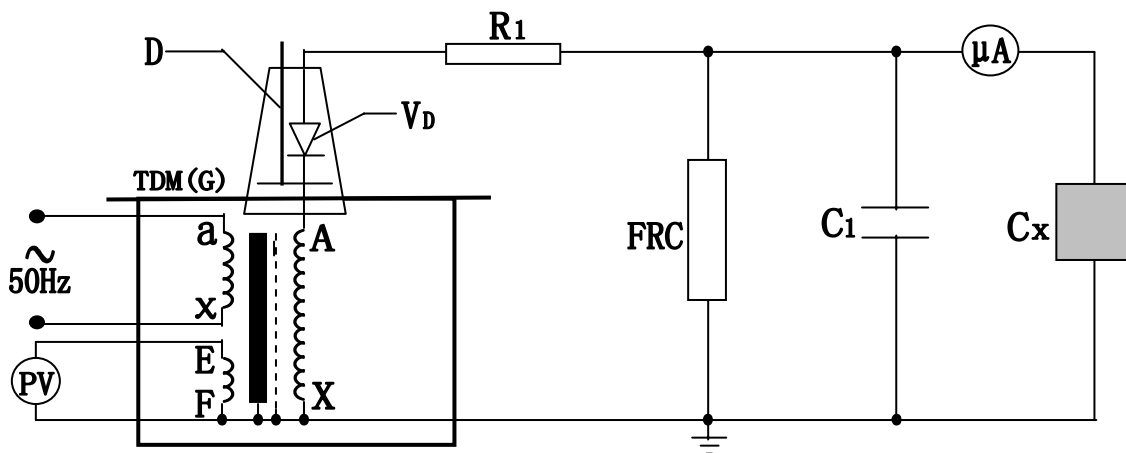 R1
D
μA
VD
TDM(G)
a
A
C1
Cx
FRC
~
50Hz
x
E
PV
F
X